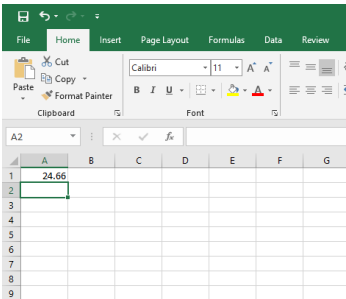 File Home Insert Page Layout Formulas Data Review
Cut
Copy
Paste
Format Painter
Clipboard
Calibri 11 A A
B I U A
Font
A2 fx
A B C D E F G
1 24.66
2
3
4
5
6
7
8
9